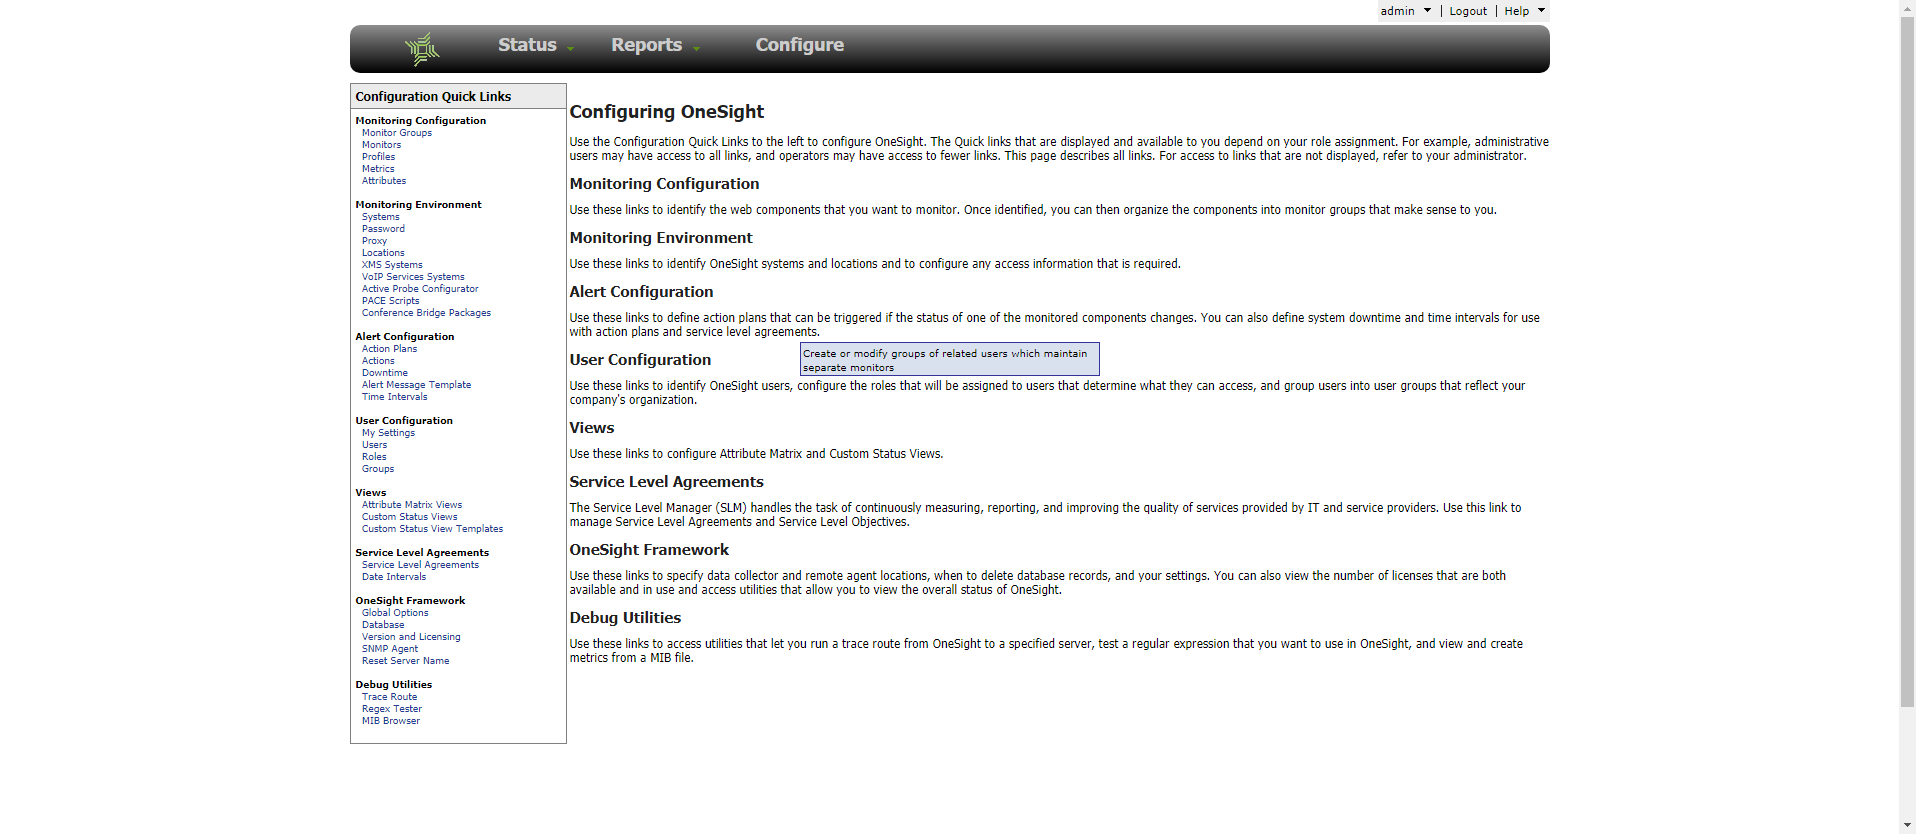 admin | Logout | Help
Status Reports Configure
Configuration Quick Links
Monitoring Configuration
Monitor Groups
Monitors
Profiles
Metrics
Attributes
Monitoring Environment
Systems
Password
Proxy
Locations
XMS Systems
VoIP Services Systems
Active Probe Configurator
PACE Scripts
Conference Bridge Packages
Alert Configuration
Action Plans
Actions
Downtime
Alert Message Template
Time Intervals
User Configuration
My Settings
Users
Roles
Groups
Views
Attribute Matrix Views
Custom Status Views
Custom Status View Templates
Service Level Agreements
Service Level Agreements
Date Intervals
OneSight Framework
Global Options
Database
Version and Licensing
SNMP Agent
Reset Server Name
Debug Utilities
Trace Route
Regex Tester
MIB Browser
Configuring OneSight
Use the Configuration Quick Links to the left to configure OneSight. The Quick links that are displayed and available to you depend on your role assignment. For example, administrative
users may have access to all links, and operators may have access to fewer links. This page describes all links. For access to links that are not displayed, refer to your administrator.
Monitoring Configuration
Use these links to identify the web components that you want to monitor. Once identified, you can then organize the components into monitor groups that make sense to you.
Monitoring Environment
Use these links to identify OneSight systems and locations and to configure any access information that is required.
Alert Configuration
Use these links to define action plans that can be triggered if the status of one of the monitored components changes. You can also define system downtime and time intervals for use
with action plans and service level agreements.
User Configuration
Create or modify groups of related users which maintain
separate monitors
Use these links to identify OneSight users, configure the roles that will be assigned to users that determine what they can access, and group users into user groups that reflect your
company's organization.
Views
Use these links to configure Attribute Matrix and Custom Status Views.
Service Level Agreements
The Service Level Manager (SLM) handles the task of continuously measuring, reporting, and improving the quality of services provided by IT and service providers. Use this link to
manage Service Level Agreements and Service Level Objectives.
OneSight Framework
Use these links to specify data collector and remote agent locations, when to delete database records, and your settings. You can also view the number of licenses that are both
available and in use and access utilities that allow you to view the overall status of OneSight.
Debug Utilities
Use these links to access utilities that let you run a trace route from OneSight to a specified server, test a regular expression that you want to use in OneSight, and view and create
metrics from a MIB file.